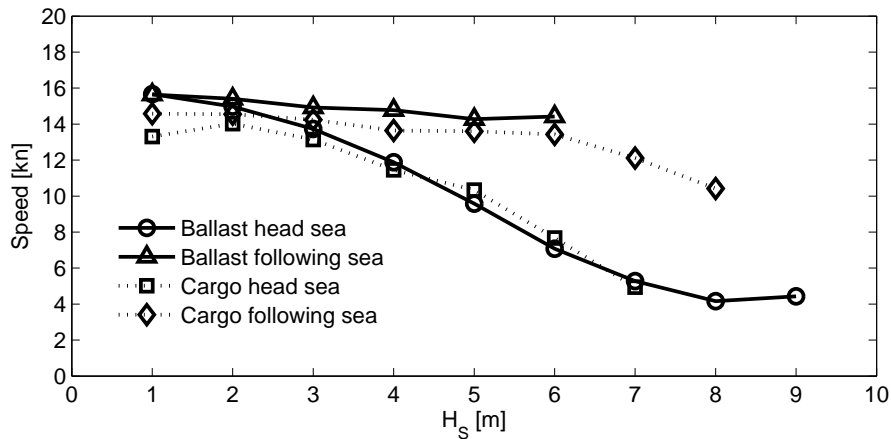 20
18
16
14
12
10
8
6
4
2
0
Speed [kn]
Ballast head sea
Ballast following sea
Cargo head sea
Cargo following sea
0 1 2 3 4 5 6 7 8 9 10
H_S [m]